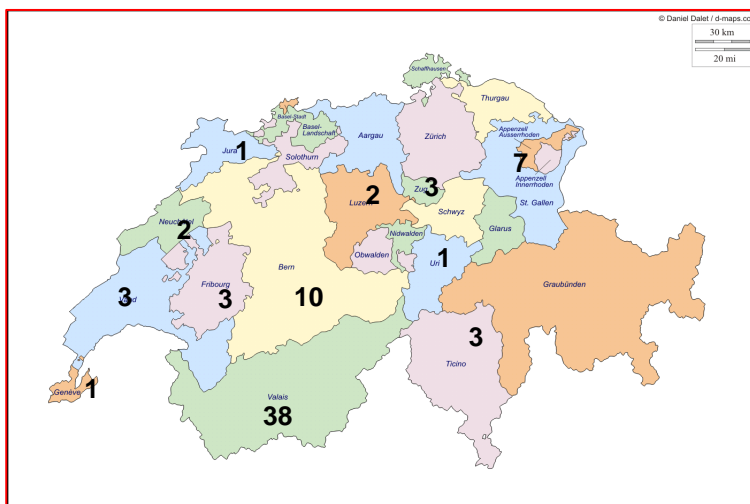 © Daniel Dalet / d-maps.co
30 km
20 mi
Schaffhausen
Thurgau
Basel-Stadt
Basel-
Landschaft
Aargau
Zürich
Appenzell
Ausserrhoden
Jura
1
Solothurn
7
Appenzell
Innerrhoden
Zug
3
Luzern
2
Schwyz
St. Gallen
Neuchâtel
2
Nidwalden
Glarus
Obwalden
Uri
1
Bern
Fribourg
3
Vaud
3
10
Graubünden
3
Ticino
Genève
1
Valais
38